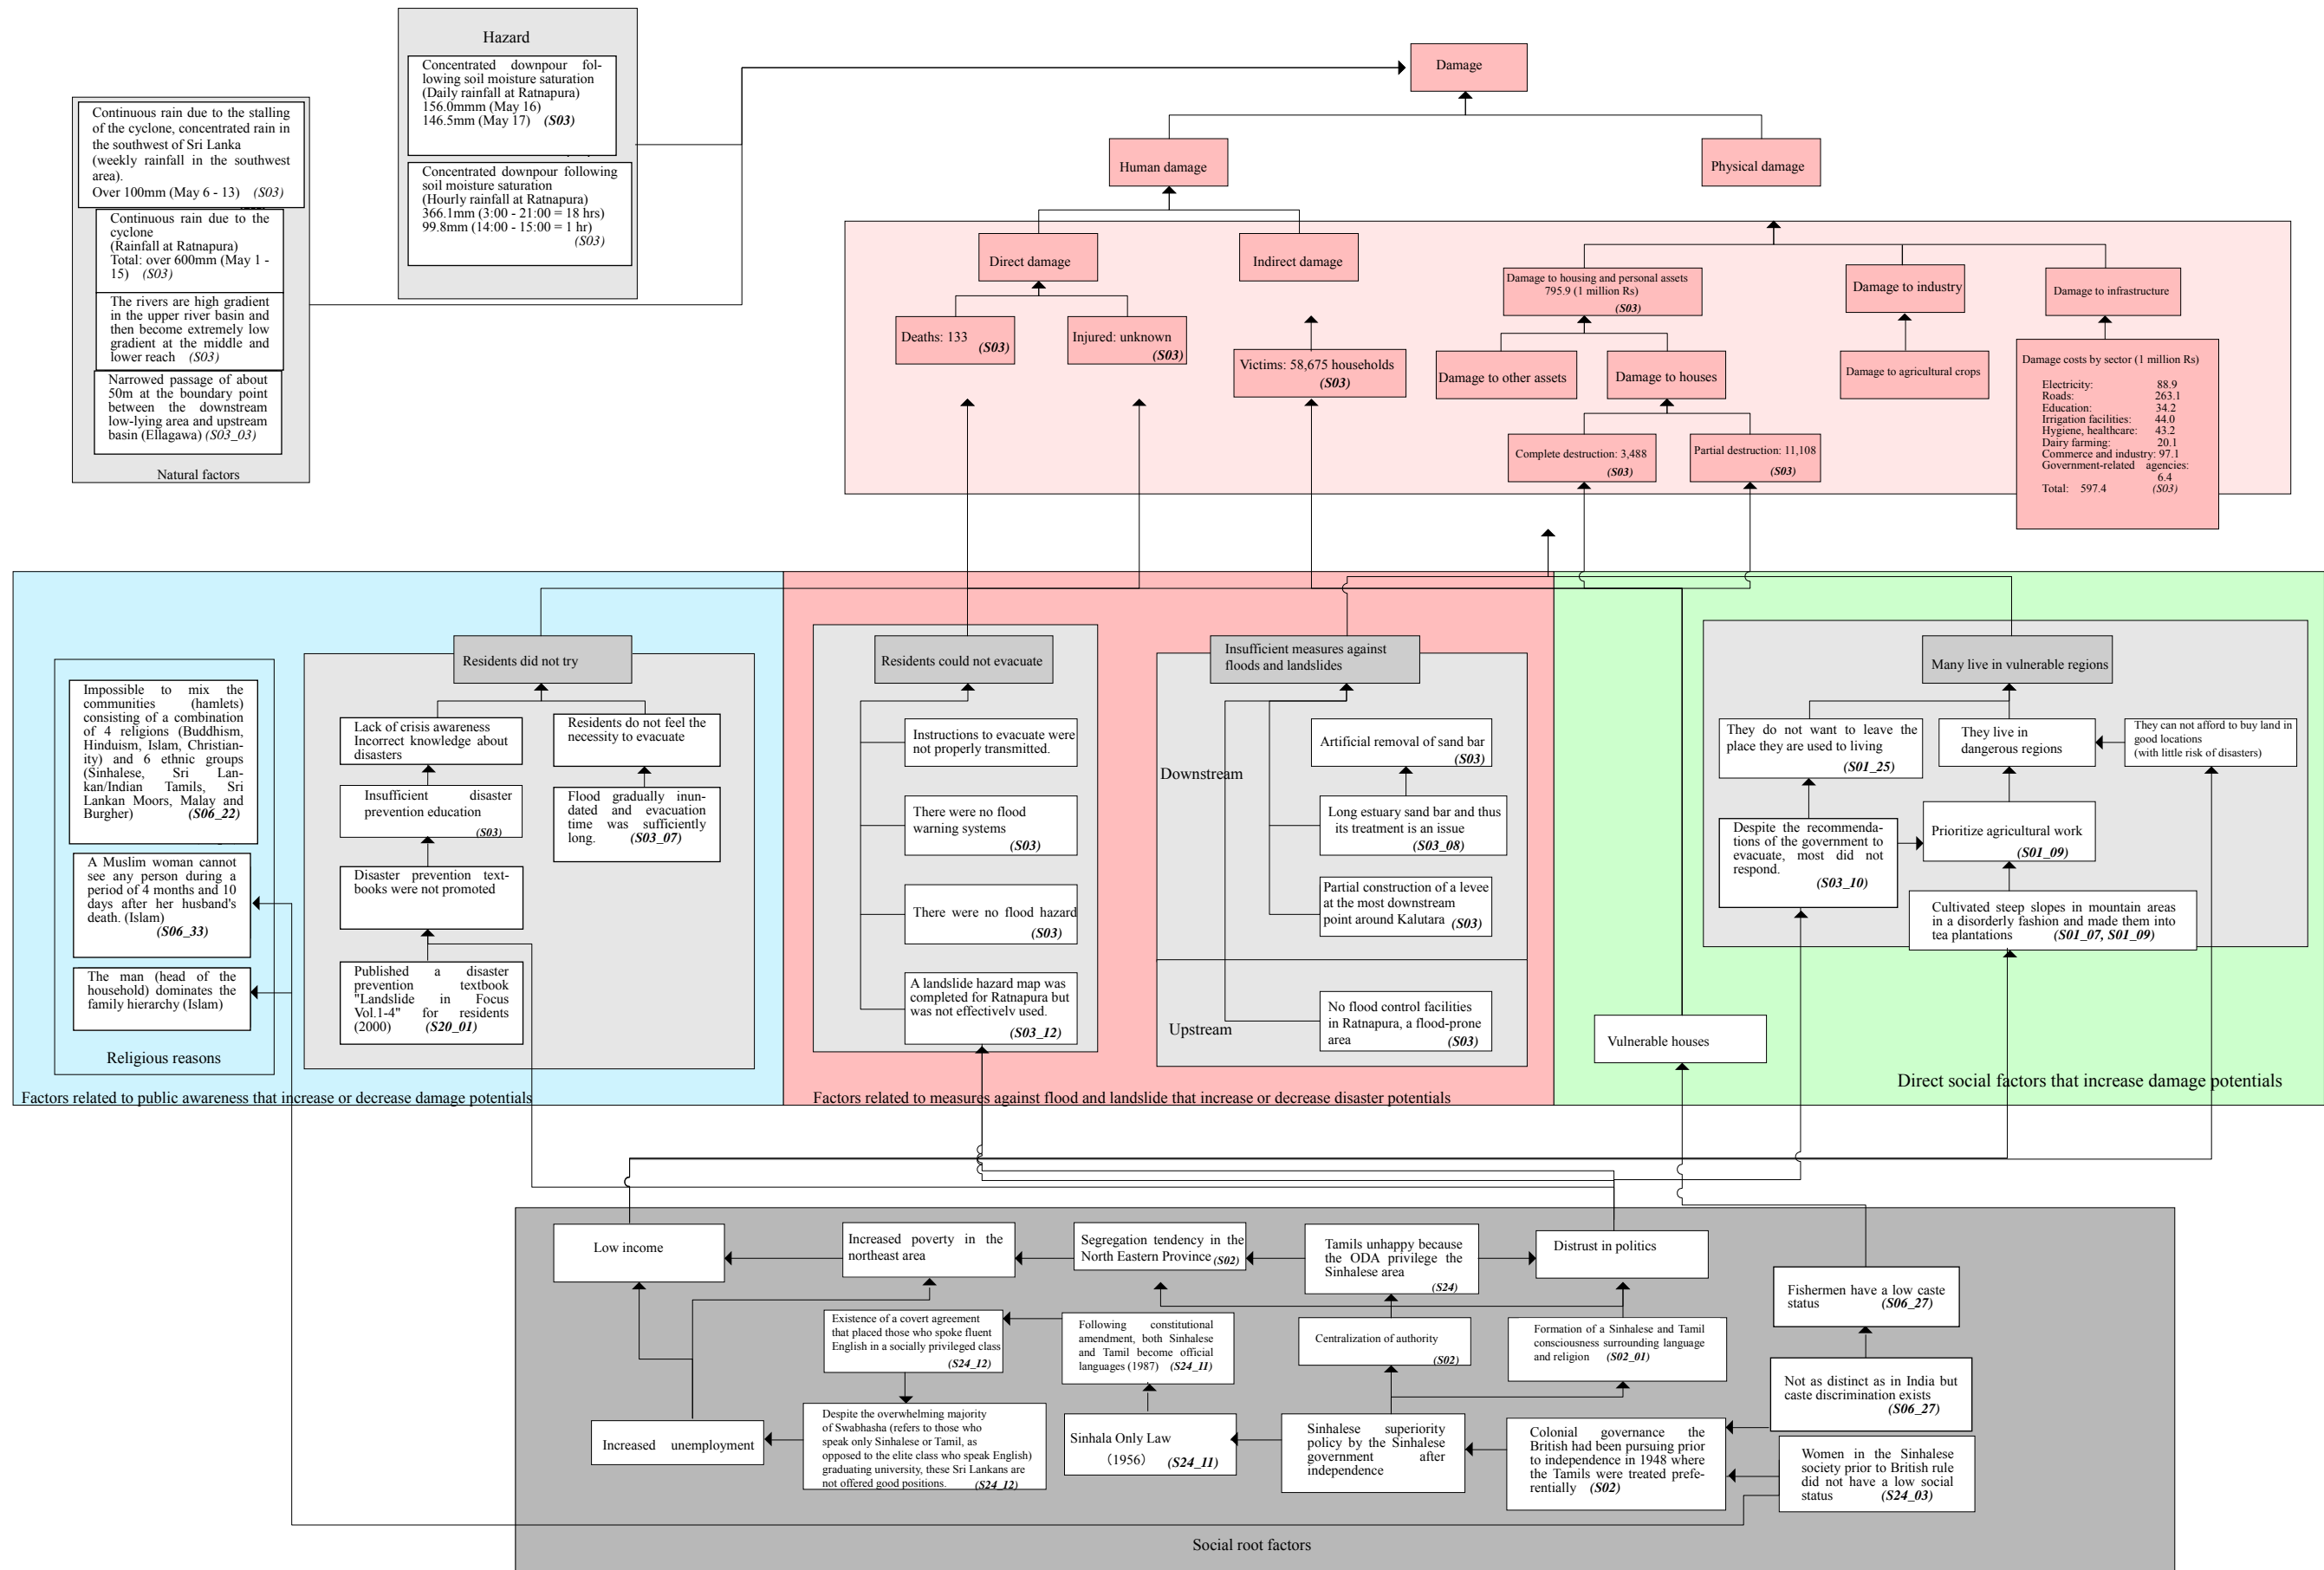 Hazard
Concentrated downpour fol-
lowing soil moisture saturation
(Daily rainfall at Ratnapura)
156.0mmm (May 16)
146.5mm (May 17) (S03)
Concentrated downpour following
soil moisture saturation
(Hourly rainfall at Ratnapura)
366.1mm (3:00 - 21:00 = 18 hrs)
99.8mm (14:00 - 15:00 = 1 hr)
(S03)
Continuous rain due to the stalling
of the cyclone, concentrated rain in
the southwest of Sri Lanka
(weekly rainfall in the southwest
area).
Over 100mm (May 6 - 13) (S03)
Continuous rain due to the
cyclone
(Rainfall at Ratnapura)
Total: over 600mm (May 1 -
15) (S03)
The rivers are high gradient
in the upper river basin and
then become extremely low
gradient at the middle and
lower reach (S03)
Narrowed passage of about
50m at the boundary point
between the downstream
low-lying area and upstream
basin (Ellagawa) (S03_03)
Natural factors
Damage
Human damage
Physical damage
Direct damage
Indirect damage
Deaths: 133 (S03)
Injured: unknown
(S03)
Victims: 58,675 households
(S03)
Damage to housing and personal assets
795.9 (1 million Rs)
(S03)
Damage to industry
Damage to infrastructure
Damage to other assets
Damage to houses
Damage to agricultural crops
Complete destruction: 3,488
(S03)
Partial destruction: 11,108
(S03)
Damage costs by sector (1 million Rs)
Electricity: 88.9
Roads: 263.1
Education: 34.2
Irrigation facilities: 44.0
Hygiene, healthcare: 43.2
Dairy farming: 20.1
Commerce and industry: 97.1
Government-related agencies:
6.4
Total: 597.4 (S03)
Impossible to mix the
communities (hamlets)
consisting of a combination
of 4 religions (Buddhism,
Hinduism, Islam, Christian-
ity) and 6 ethnic groups
(Sinhalese, Sri Lan-
kan/Indian Tamils, Sri
Lankan Moors, Malay and
Burgher) (S06_22)
A Muslim woman cannot
see any person during a
period of 4 months and 10
days after her husband's
death. (Islam)
(S06_33)
The man (head of the
household) dominates the
family hierarchy (Islam)
Religious reasons
Residents did not try
Lack of crisis awareness
Incorrect knowledge about
disasters
Residents do not feel the
necessity to evacuate
Insufficient disaster
prevention education
(S03)
Flood gradually inun-
dated and evacuation
time was sufficiently
long. (S03_07)
Disaster prevention text-
books were not promoted
Published a disaster
prevention textbook
"Landslide in Focus
Vol.1-4" for residents
(2000) (S20_01)
Factors related to public awareness that increase or decrease damage potentials
Residents could not evacuate
Instructions to evacuate were
not properly transmitted.
There were no flood
warning systems
(S03)
There were no flood hazard
(S03)
A landslide hazard map was
completed for Ratnapura but
was not effectively used.
(S03_12)
Insufficient measures against
floods and landslides
Downstream
Artificial removal of sand bar
(S03)
Long estuary sand bar and thus
its treatment is an issue
(S03_08)
Partial construction of a levee
at the most downstream
point around Kalutara (S03)
Upstream
No flood control facilities
in Ratnapura, a flood-prone
area (S03)
Factors related to measures against flood and landslide that increase or decrease disaster potentials
Many live in vulnerable regions
They do not want to leave the
place they are used to living
(S01_25)
They live in
dangerous regions
They can not afford to buy land in
good locations
(with little risk of disasters)
Despite the recommenda-
tions of the government to
evacuate, most did not
respond.
(S03_10)
Prioritize agricultural work
(S01_09)
Cultivated steep slopes in mountain areas
in a disorderly fashion and made them into
tea plantations (S01_07, S01_09)
Vulnerable houses
Direct social factors that increase damage potentials
Low income
Increased poverty in the
northeast area
Segregation tendency in the
North Eastern Province (S02)
Tamils unhappy because
the ODA privilege the
Sinhalese area
(S24)
Distrust in politics
Fishermen have a low caste
status (S06_27)
Existence of a covert agreement
that placed those who spoke fluent
English in a socially privileged class
(S24_12)
Following constitutional
amendment, both Sinhalese
and Tamil become official
languages (1987) (S24_11)
Centralization of authority
(S02)
Formation of a Sinhalese and Tamil
consciousness surrounding language
and religion (S02_01)
Not as distinct as in India but
caste discrimination exists
(S06_27)
Increased unemployment
Despite the overwhelming majority
of Swabhasha (refers to those who
speak only Sinhalese or Tamil, as
opposed to the elite class who speak English)
graduating university, these Sri Lankans are
not offered good positions. (S24_12)
Sinhala Only Law
(1956) (S24_11)
Sinhalese superiority
policy by the Sinhalese
government after
independence
Colonial governance the
British had been pursuing prior
to independence in 1948 where
the Tamils were treated prefe-
rentially (S02)
Women in the Sinhalese
society prior to British rule
did not have a low social
status (S24_03)
Social root factors